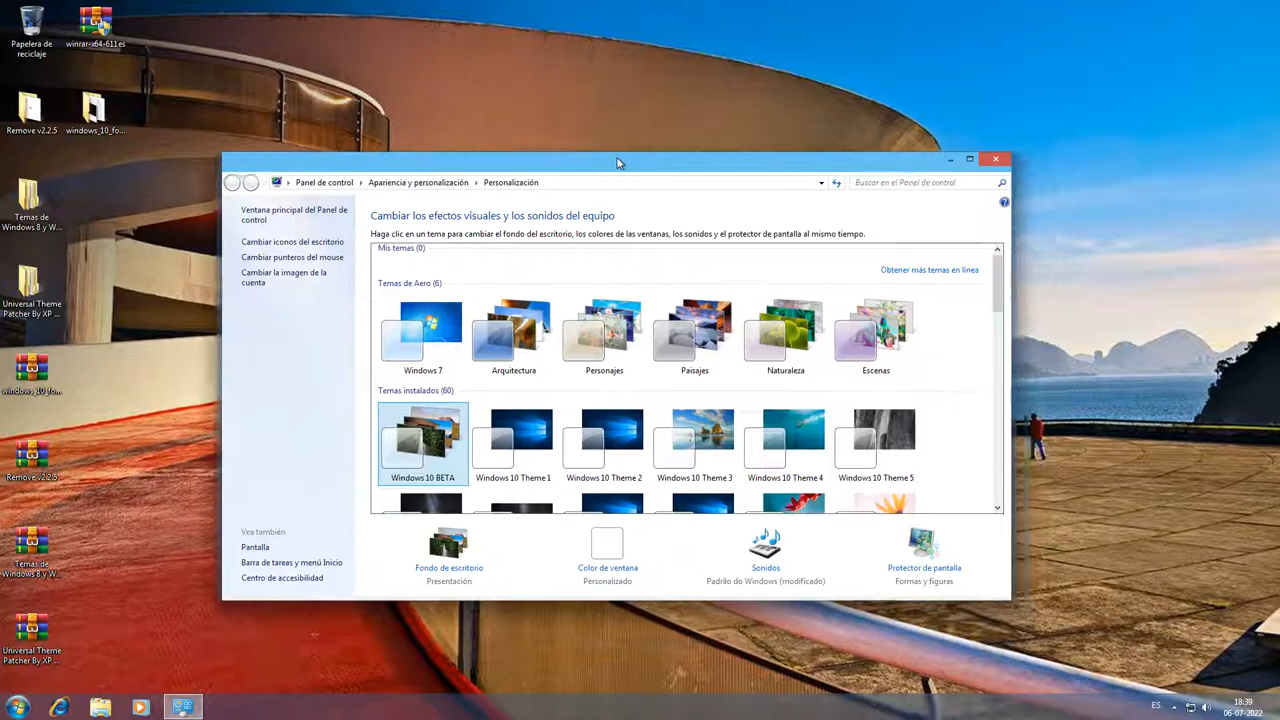 Papelera de
reciclaje
winrar-x64-611es
Remove v2.2.5
windows_10_fo...
Temas de
Windows 8 y W...
Universal Theme
Patcher By XP ...
windows_10_fo...
Remove v2.2.5
Temas de
Windows 8 y W...
Universal Theme
Patcher By XP ...
Panel de control
Apariencia y personalización
Personalización
Buscar en el Panel de control
Ventana principal del Panel de
control
Cambiar iconos del escritorio
Cambiar punteros del mouse
Cambiar la imagen de la
cuenta
Vea también
Pantalla
Barra de tareas y menú Inicio
Centro de accesibilidad
Cambiar los efectos visuales y los sonidos del equipo
Haga clic en un tema para cambiar el fondo del escritorio, los colores de las ventanas, los sonidos y el protector de pantalla al mismo tiempo.
Mis temas (0)
Obtener más temas en línea
Temas de Aero (6)
Windows 7
Arquitectura
Personajes
Paisajes
Naturaleza
Escenas
Temas instalados (60)
Windows 10 BETA
Windows 10 Theme 1
Windows 10 Theme 2
Windows 10 Theme 3
Windows 10 Theme 4
Windows 10 Theme 5
Fondo de escritorio
Presentación
Color de ventana
Personalizado
Sonidos
Padrão do Windows (modificado)
Protector de pantalla
Formas y figuras
ES
18:39
06-07-2022